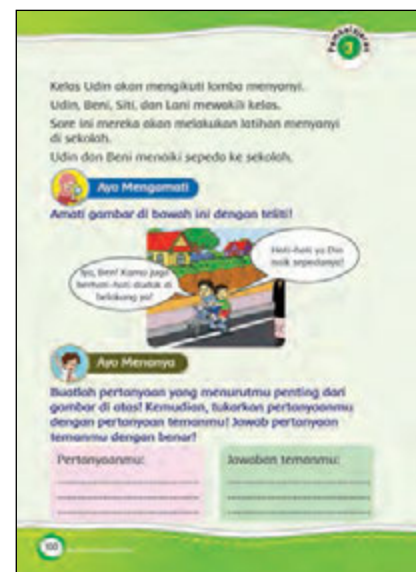 Pembelajaran
3
Kelas Udin akan mengikuti lomba menyanyi.
Udin, Beni, Siti, dan Lani mewakili kelas.
Sore ini mereka akan melakukan latihan menyanyi
di sekolah.
Udin dan Beni menaiki sepeda ke sekolah.
Ayo Mengamati
Amati gambar di bawah ini dengan teliti!
Hati-hati ya Din
naik sepedanya!
Iya, Ben! Kamu juga
berhati-hati duduk di
belakang ya!
Ayo Menanya
Buatlah pertanyaan yang menurutmu penting dari
gambar di atas! Kemudian, tukarkan pertanyaanmu
dengan pertanyaan temanmu! Jawab pertanyaan
temanmu dengan benar!
Pertanyaanmu:
Jawaban temanmu: